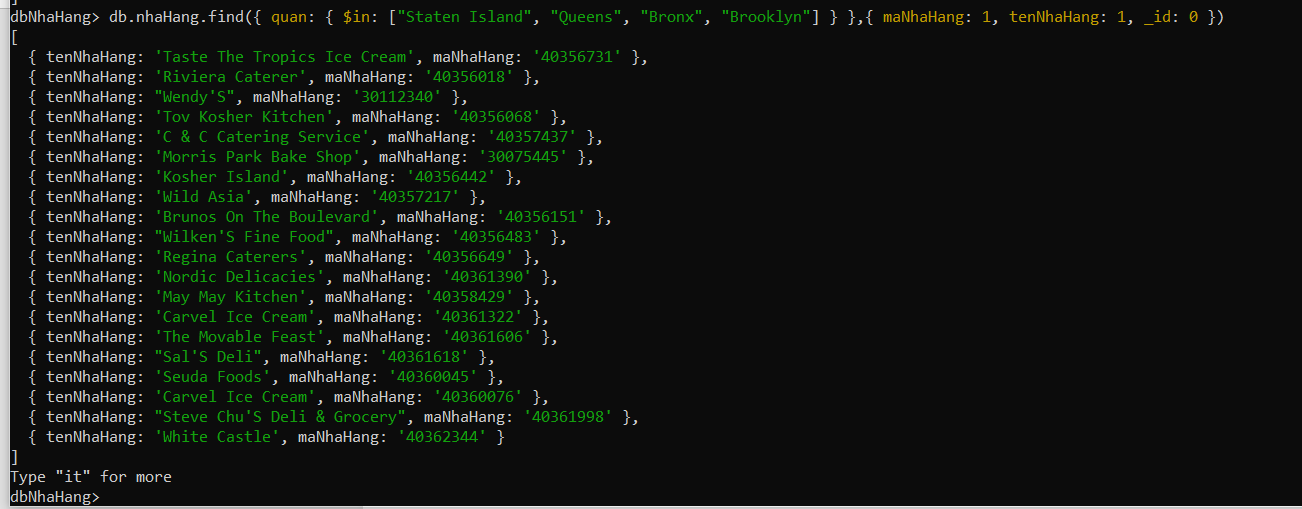 dbNhaHang> db.nhaHang.find({ quan: { $in: ["Staten Island", "Queens", "Bronx", "Brooklyn"] } },{ maNhaHang: 1, tenNhaHang: 1, _id: 0 })
[
  { tenNhaHang: 'Taste The Tropics Ice Cream', maNhaHang: '40356731' },
  { tenNhaHang: 'Riviera Caterer', maNhaHang: '40356018' },
  { tenNhaHang: "Wendy'S", maNhaHang: '30112340' },
  { tenNhaHang: 'Tov Kosher Kitchen', maNhaHang: '40356068' },
  { tenNhaHang: 'C & C Catering Service', maNhaHang: '40357437' },
  { tenNhaHang: 'Morris Park Bake Shop', maNhaHang: '30075445' },
  { tenNhaHang: 'Kosher Island', maNhaHang: '40356442' },
  { tenNhaHang: 'Wild Asia', maNhaHang: '40357217' },
  { tenNhaHang: 'Brunos On The Boulevard', maNhaHang: '40356151' },
  { tenNhaHang: "Wilken'S Fine Food", maNhaHang: '40356483' },
  { tenNhaHang: 'Regina Caterers', maNhaHang: '40356649' },
  { tenNhaHang: 'Nordic Delicacies', maNhaHang: '40361390' },
  { tenNhaHang: 'May May Kitchen', maNhaHang: '40358429' },
  { tenNhaHang: 'Carvel Ice Cream', maNhaHang: '40361322' },
  { tenNhaHang: 'The Movable Feast', maNhaHang: '40361606' },
  { tenNhaHang: "Sal'S Deli", maNhaHang: '40361618' },
  { tenNhaHang: 'Seuda Foods', maNhaHang: '40360045' },
  { tenNhaHang: 'Carvel Ice Cream', maNhaHang: '40360076' },
  { tenNhaHang: "Steve Chu'S Deli & Grocery", maNhaHang: '40361998' },
  { tenNhaHang: 'White Castle', maNhaHang: '40362344' }
]
Type "it" for more
dbNhaHang>